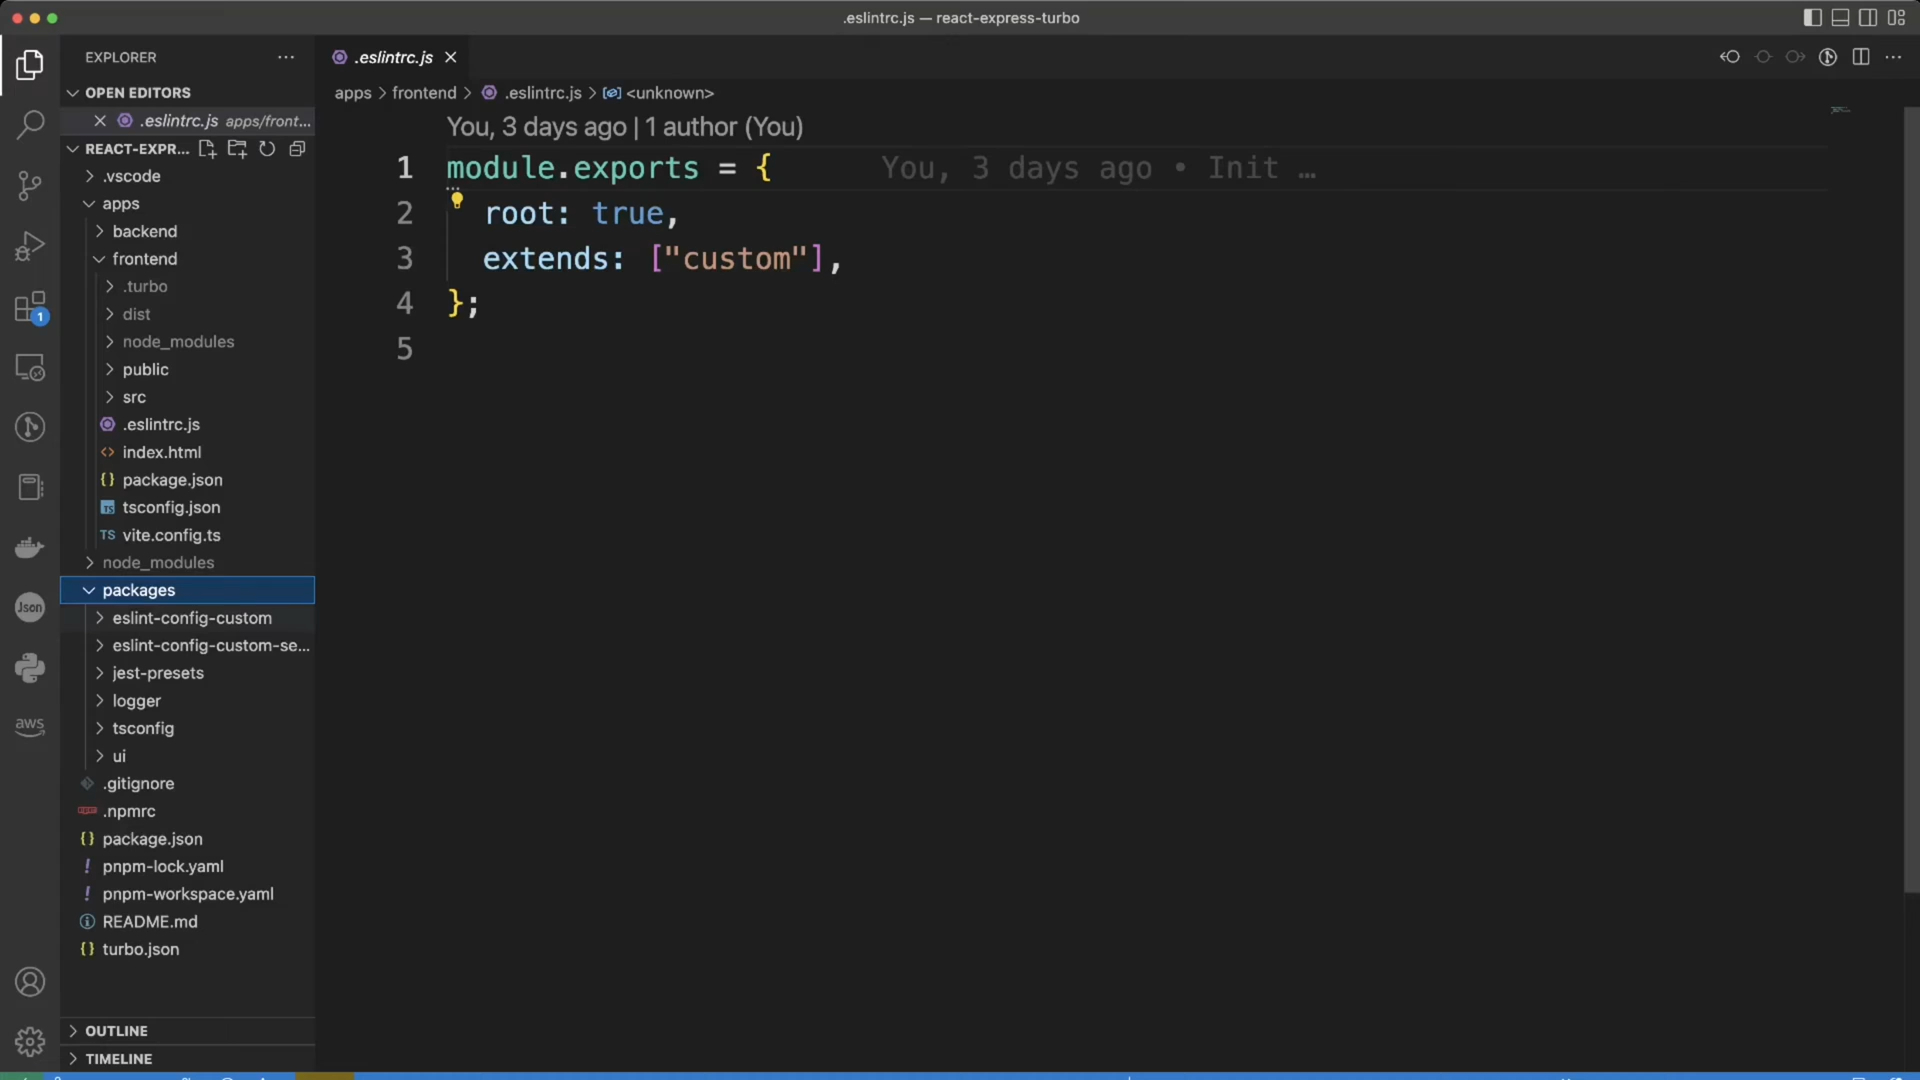 .eslintrc.js — react-express-turbo
EXPLORER
OPEN EDITORS
.eslintrc.js apps/front...
REACT-EXPR...
.vscode
apps
backend
frontend
.turbo
dist
node_modules
public
src
.eslintrc.js
index.html
package.json
tsconfig.json
TS vite.config.ts
node_modules
packages
eslint-config-custom
eslint-config-custom-se...
jest-presets
logger
tsconfig
ui
.gitignore
.npmrc
package.json
pnpm-lock.yaml
pnpm-workspace.yaml
README.md
turbo.json
OUTLINE
TIMELINE
1
Json
aws
.eslintrc.js
apps > frontend > .eslintrc.js > <unknown>
You, 3 days ago | 1 author (You)
1 module.exports = { You, 3 days ago • Init …
2 root: true,
3 extends: ["custom"],
4 };
5